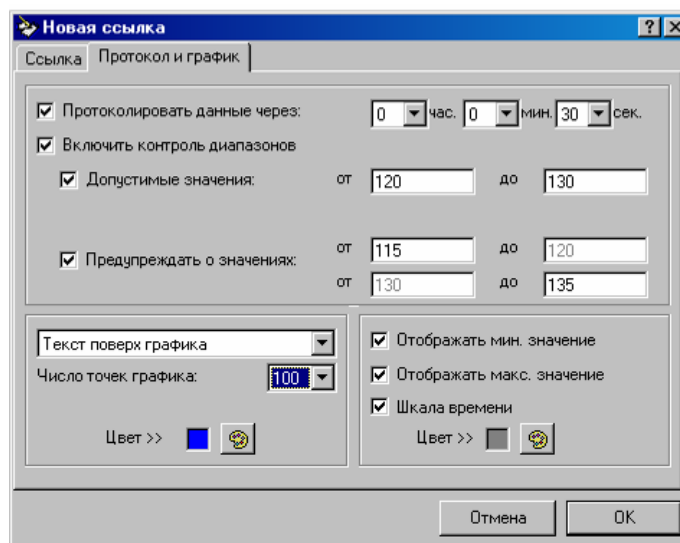 Новая ссылка
Ссылка Протокол и график
Протоколировать данные через: 0 час. 0 мин. 30 сек.
Включить контроль диапазонов
Допустимые значения: от 120 до 130
от 115 до 120
Предупреждать о значениях:
от 130 до 135
Текст поверх графика
Число точек графика: 100
Цвет >>
Отображать мин. значение
Отображать макс. значение
Шкала времени
Цвет >>
Отмена OK